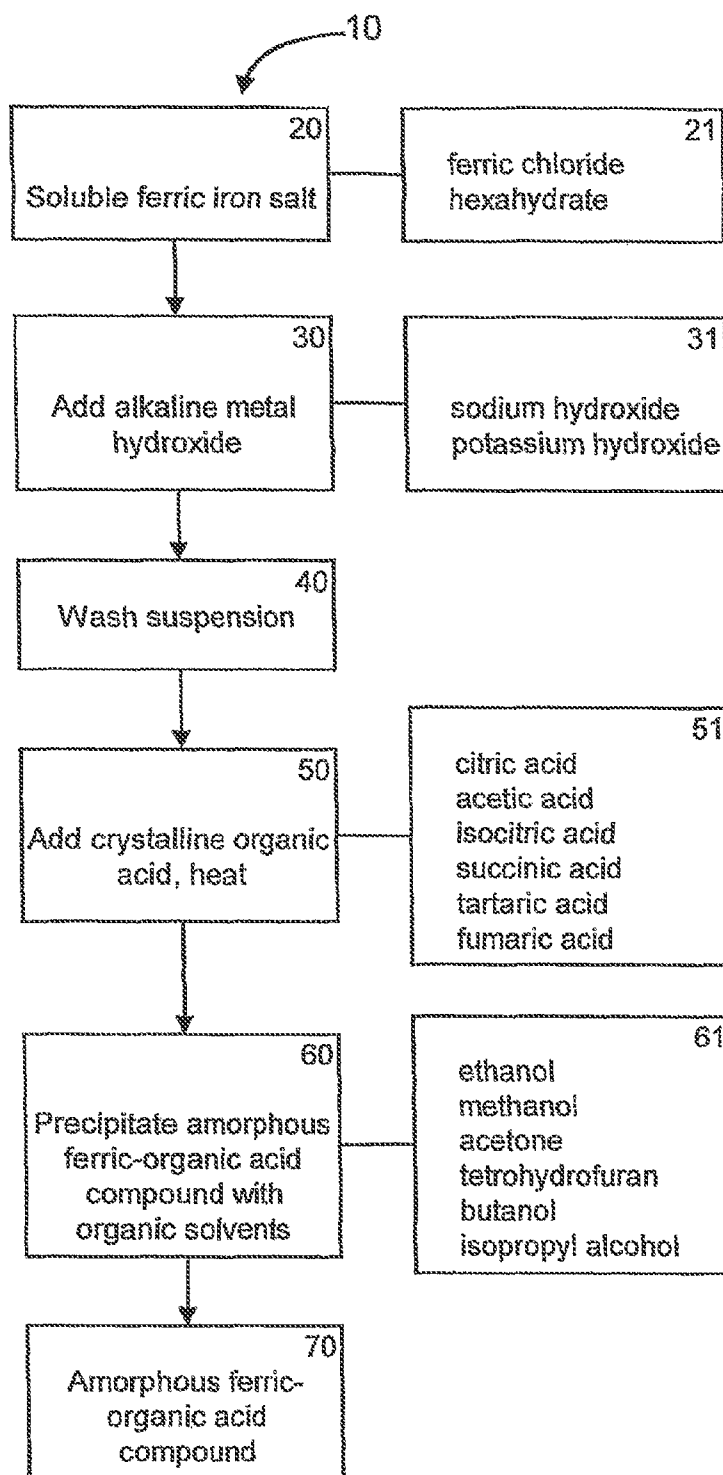 10
20
Soluble ferric iron salt
21
ferric chloride
hexahydrate
30
Add alkaline metal
hydroxide
31
sodium hydroxide
potassium hydroxide
40
Wash suspension
50
Add crystalline organic
acid, heat
51
citric acid
acetic acid
isocitric acid
succinic acid
tartaric acid
fumaric acid
60
Precipitate amorphous
ferric-organic acid
compound with
organic solvents
61
ethanol
methanol
acetone
tetrohydrofuran
butanol
isopropyl alcohol
70
Amorphous ferric-
organic acid
compound